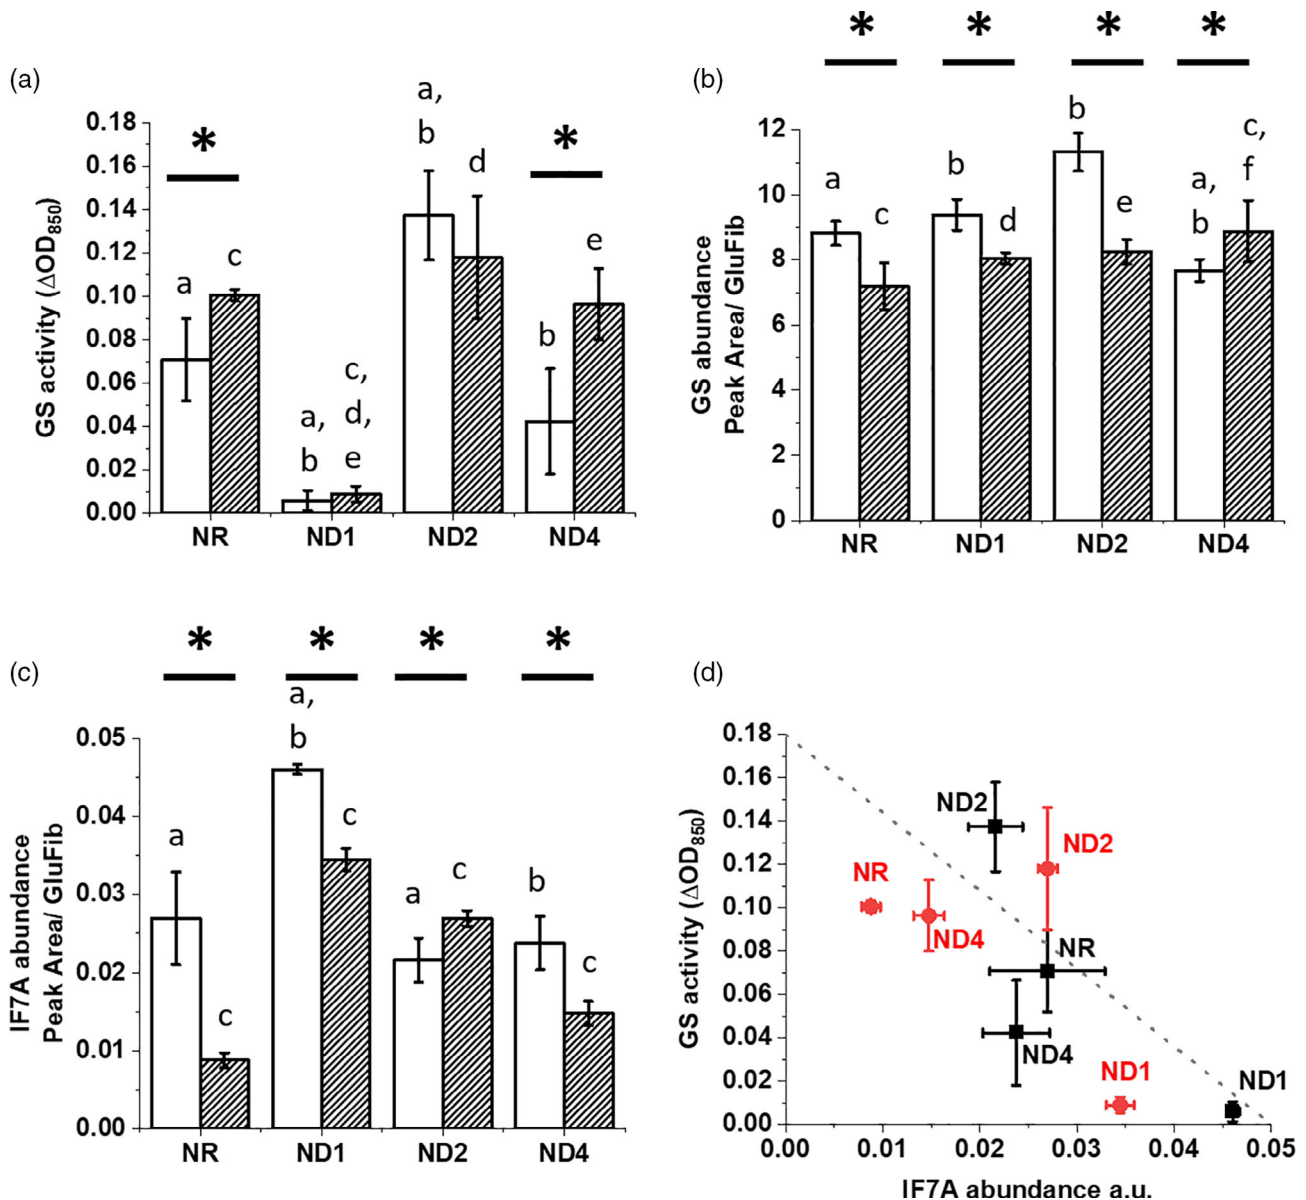 (a)
GS activity (ΔOD850)
0.18
0.16
0.14
0.12
0.10
0.08
0.06
0.04
0.02
0.00
*
*
a
c
a,
b
c,
d,
e
a,
b
d
b
e
NR ND1 ND2 ND4
(b)
* * * *
GS abundance
Peak Area/ GluFib
12
10
8
6
4
2
0
a
c
b
d
b
e
a,
b
c,
f
NR ND1 ND2 ND4
(c)
* * * *
IF7A abundance
Peak Area/ GluFib
0.05
0.04
0.03
0.02
0.01
0.00
a
c
a,
b
c
a
c
b
c
NR ND1 ND2 ND4
(d)
GS activity (ΔOD850)
0.18
0.16
0.14
0.12
0.10
0.08
0.06
0.04
0.02
0.00
ND2
ND2
NR
ND4
NR
ND4
ND1
ND1
0.00 0.01 0.02 0.03 0.04 0.05
IF7A abundance a.u.